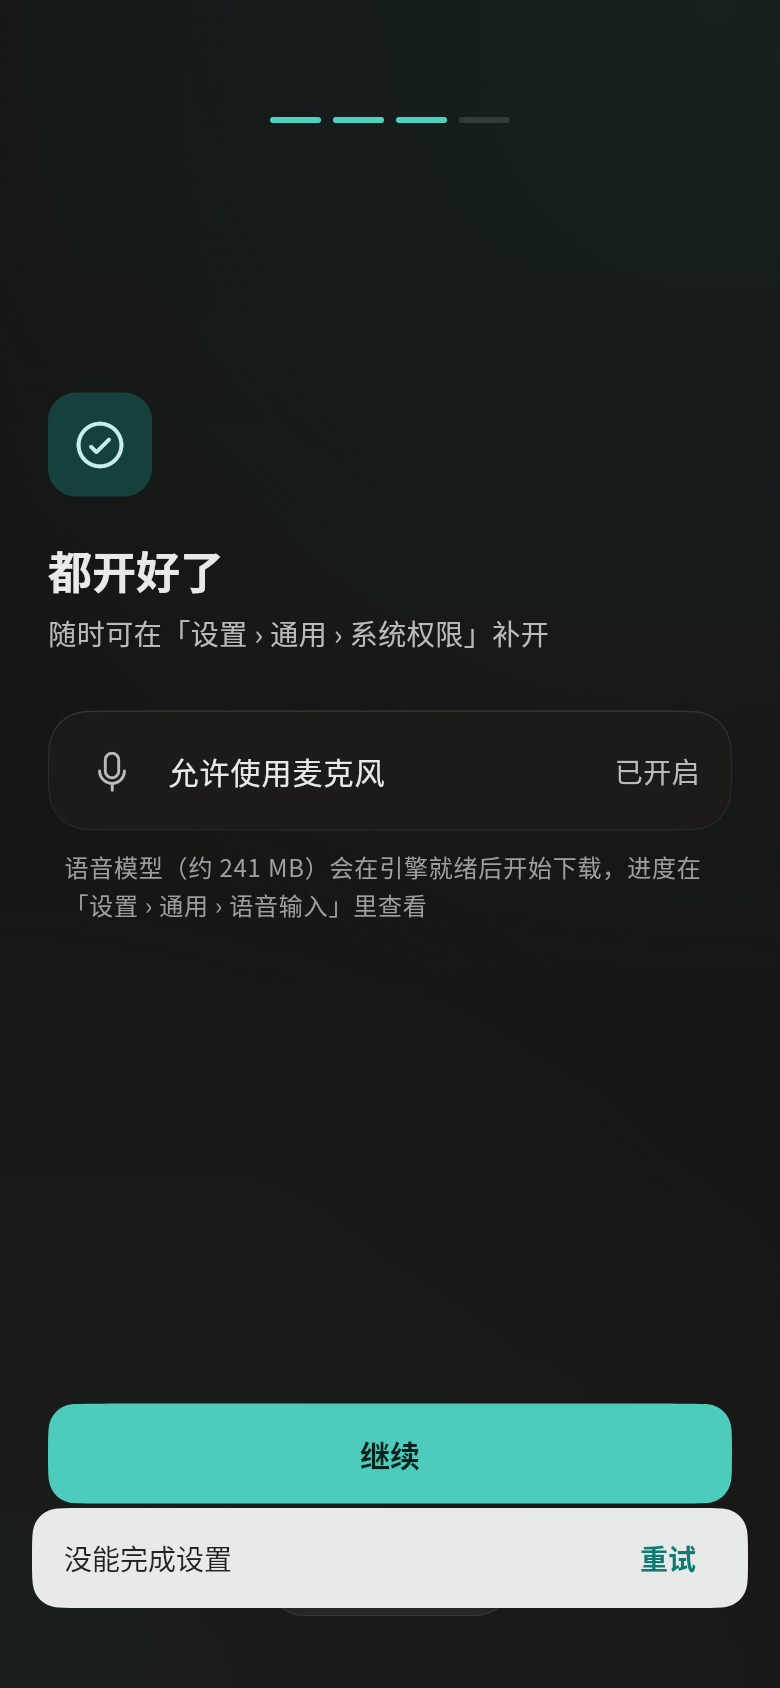 都开好了
随时可在「设置 › 通用 › 系统权限」补开
允许使用麦克风
已开启
语音模型（约 241 MB）会在引擎就绪后开始下载，进度在
「设置 › 通用 › 语音输入」里查看
继续
没能完成设置
重试